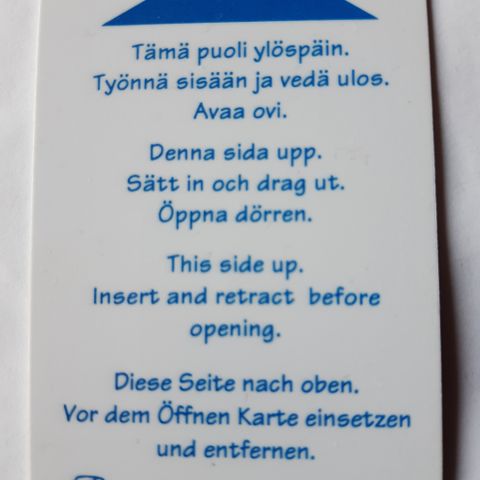 Tämä puoli ylöspäin.
Työnnä sisään ja vedä ulos.
Avaa ovi.
Denna sida upp.
Sätt in och drag ut.
Öppna dörren.
This side up.
Insert and retract before
opening.
Diese Seite nach oben.
Vor dem Öffnen Karte einsetzen
und entfernen.